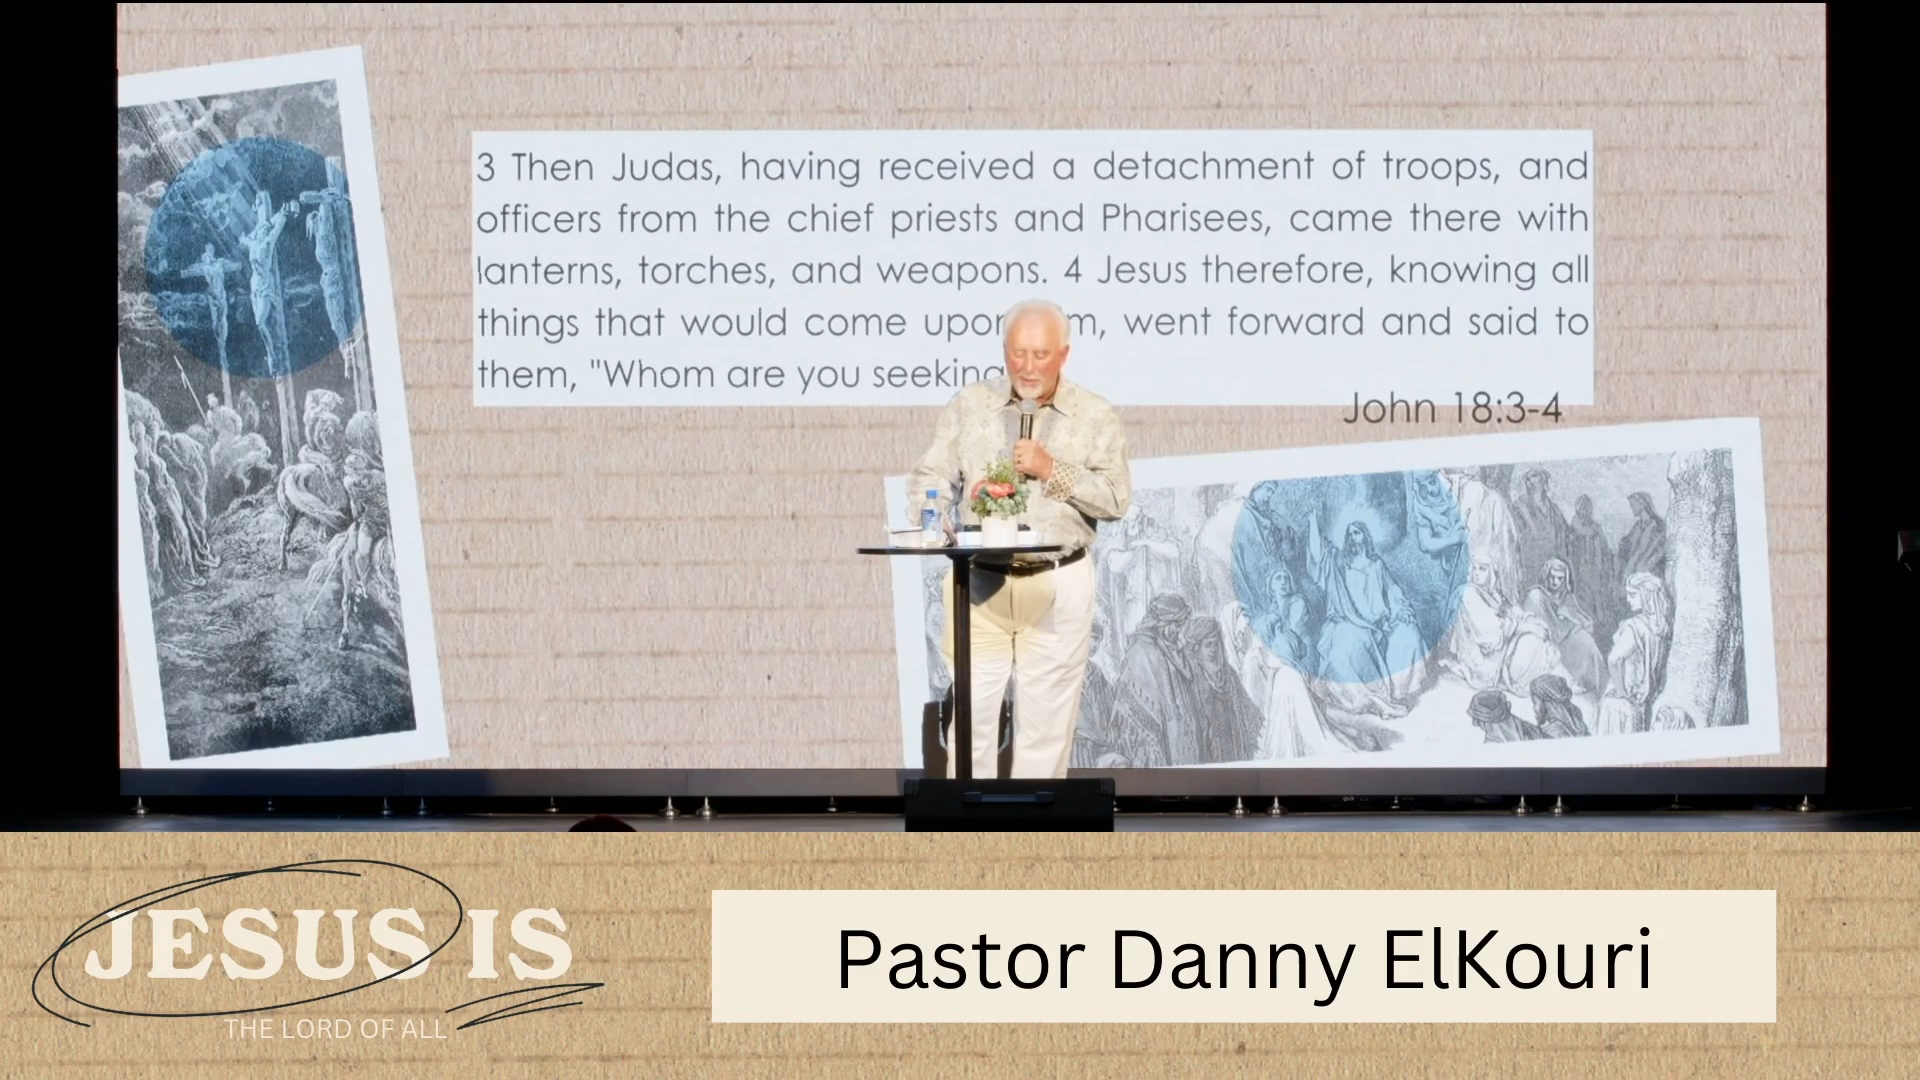 3 Then Judas, having received a detachment of troops, and
officers from the chief priests and Pharisees, came there with
lanterns, torches, and weapons. 4 Jesus therefore, knowing all
things that would come upon m, went forward and said to
them, "Whom are you seeking
John 18:3-4
JESUS IS
THE LORD OF ALL
Pastor Danny ElKouri